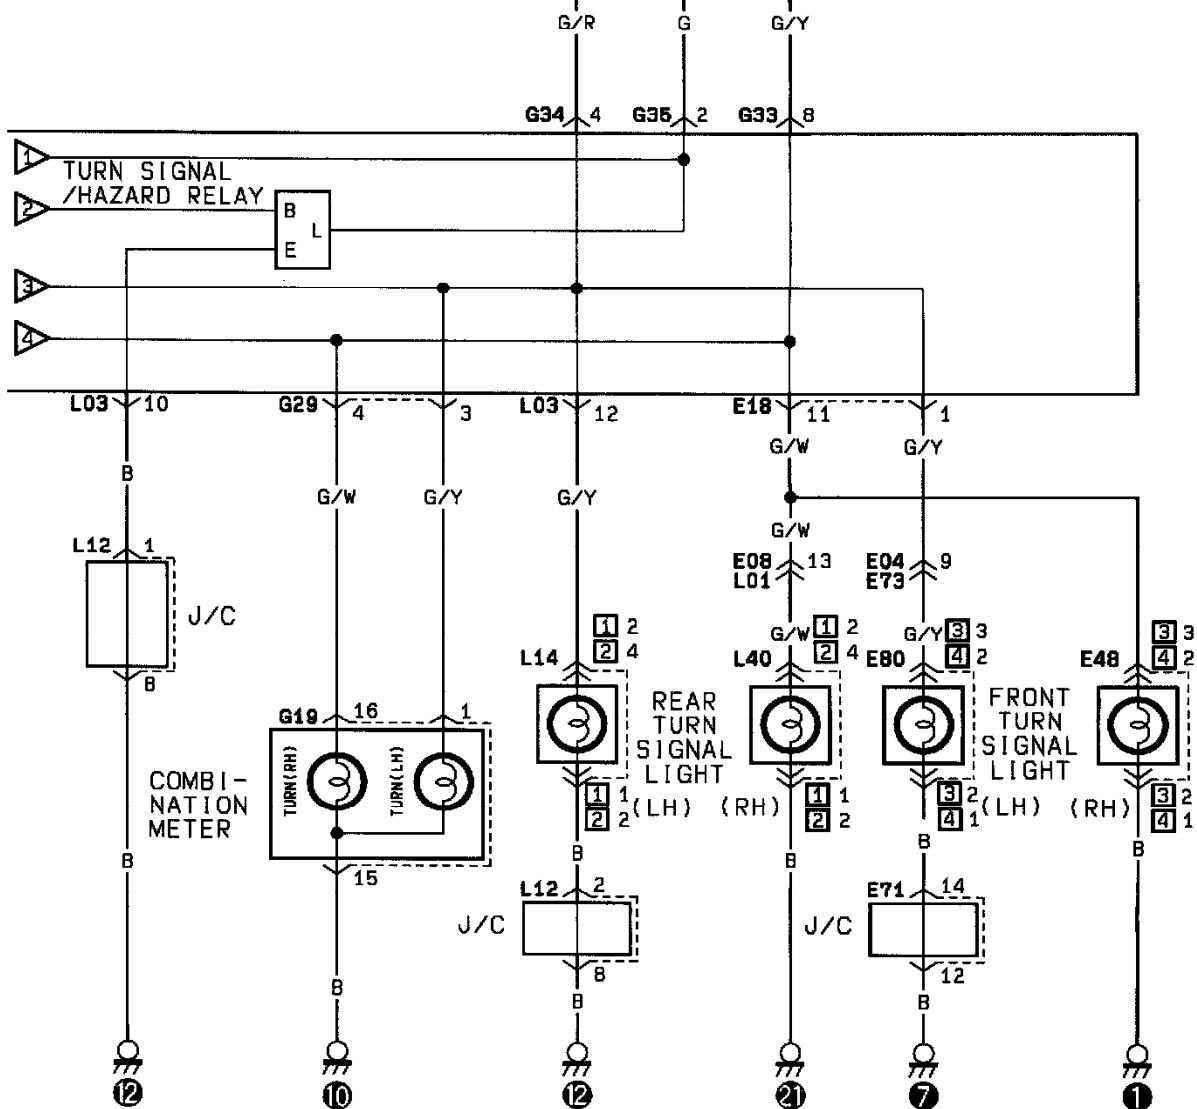 G/R G G/Y
G34 4 G35 2 G33 8
1
TURN SIGNAL
/HAZARD RELAY
2
B
L
E
3
4
L03 10 G29 4 3 L03 12 E18 11 1
G/W G/Y
B
G/W G/Y G/Y
G/W
L12 1 E08 13 E04 9
L01 E73
J/C
1 2 G/W 1 2 G/Y 3 3 3 3
2 4 2 4 4 2 4 2
L14 L40 E80 E48
8
REAR
TURN
SIGNAL
LIGHT
FRONT
TURN
SIGNAL
LIGHT
G19 16 1
TURN(RH) TURN(LH)
COMBI-
NATION
METER
1 1 (LH) (RH) 1 1 3 2 (LH) (RH) 3 2
2 2 2 2 4 1 4 1
B B B B B B
15
L12 2 E71 14
J/C J/C
8 12
B B B
12 10 12 21 7 1